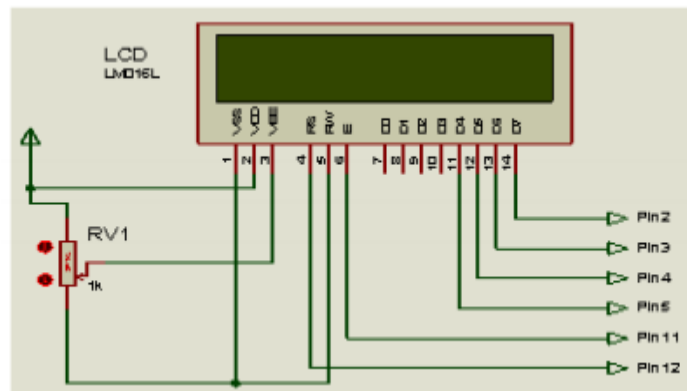 LCD
LM016L
VSS VDD VEE RS RW E D0 D1 D2 D3 D4 D5 D6 D7
1 2 3 4 5 6 7 8 9 10 11 12 13 14
Pin2
RV1
Pin3
Pin4
1k
Pin5
Pin11
Pin12